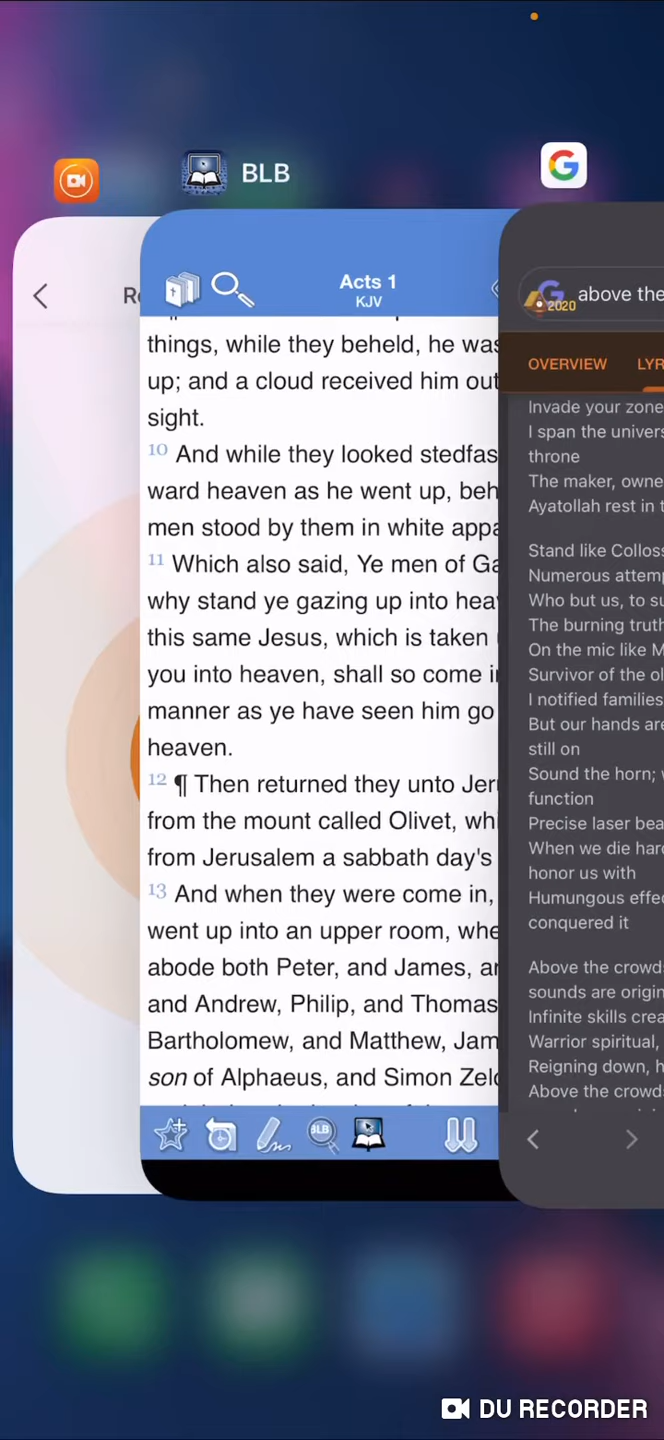 BLB
Acts 1
KJV
things, while they beheld, he was
up; and a cloud received him out
sight.
10 And while they looked stedfas
ward heaven as he went up, beh
men stood by them in white appa
11 Which also said, Ye men of Ga
why stand ye gazing up into hea
this same Jesus, which is taken
you into heaven, shall so come i
manner as ye have seen him go
heaven.
12 ¶ Then returned they unto Jer
from the mount called Olivet, wh
from Jerusalem a sabbath day's
13 And when they were come in,
went up into an upper room, whe
abode both Peter, and James, a
and Andrew, Philip, and Thomas
Bartholomew, and Matthew, Jam
son of Alphaeus, and Simon Zelo
BLB
2020 above the
OVERVIEW LYR
Invade your zone
I span the univers
throne
The maker, owne
Ayatollah rest in t
Stand like Collos
Numerous attemp
Who but us, to su
The burning truth
On the mic like M
Survivor of the ol
I notified families
But our hands are
still on
Sound the horn; w
function
Precise laser bea
When we die hard
honor us with
Humungous effe
conquered it
Above the crowds
sounds are origin
Infinite skills crea
Warrior spiritual,
Reigning down, h
Above the crowds
DU RECORDER